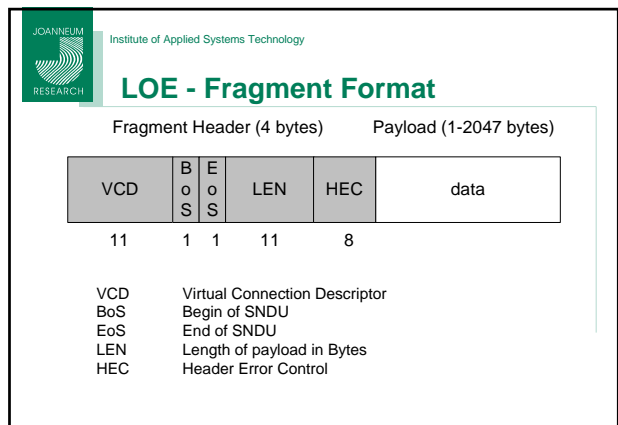 JOANNEUM
RESEARCH
Institute of Applied Systems Technology
LOE - Fragment Format
Fragment Header (4 bytes) Payload (1-2047 bytes)
VCD BoS EoS LEN HEC data
11 1 1 11 8
VCD Virtual Connection Descriptor
BoS Begin of SNDU
EoS End of SNDU
LEN Length of payload in Bytes
HEC Header Error Control